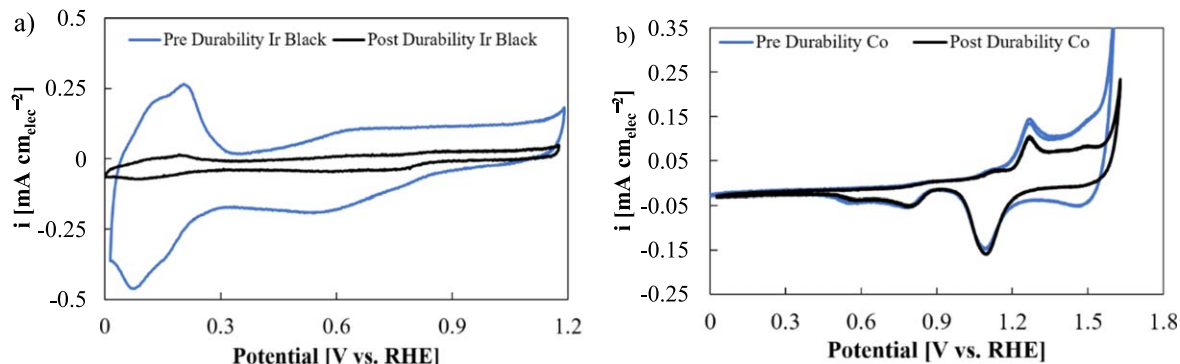 a)
Pre Durability Ir Black Post Durability Ir Black
0.5
0.25
0
-0.25
-0.5
i [mA cm_elec^−2]
0 0.3 0.6 0.9 1.2
Potential [V vs. RHE]
b)
Pre Durability Co Post Durability Co
0.35
0.25
0.15
0.05
-0.05
-0.15
-0.25
i [mA cm_elec^−2]
0 0.3 0.6 0.9 1.2 1.5 1.8
Potential [V vs. RHE]